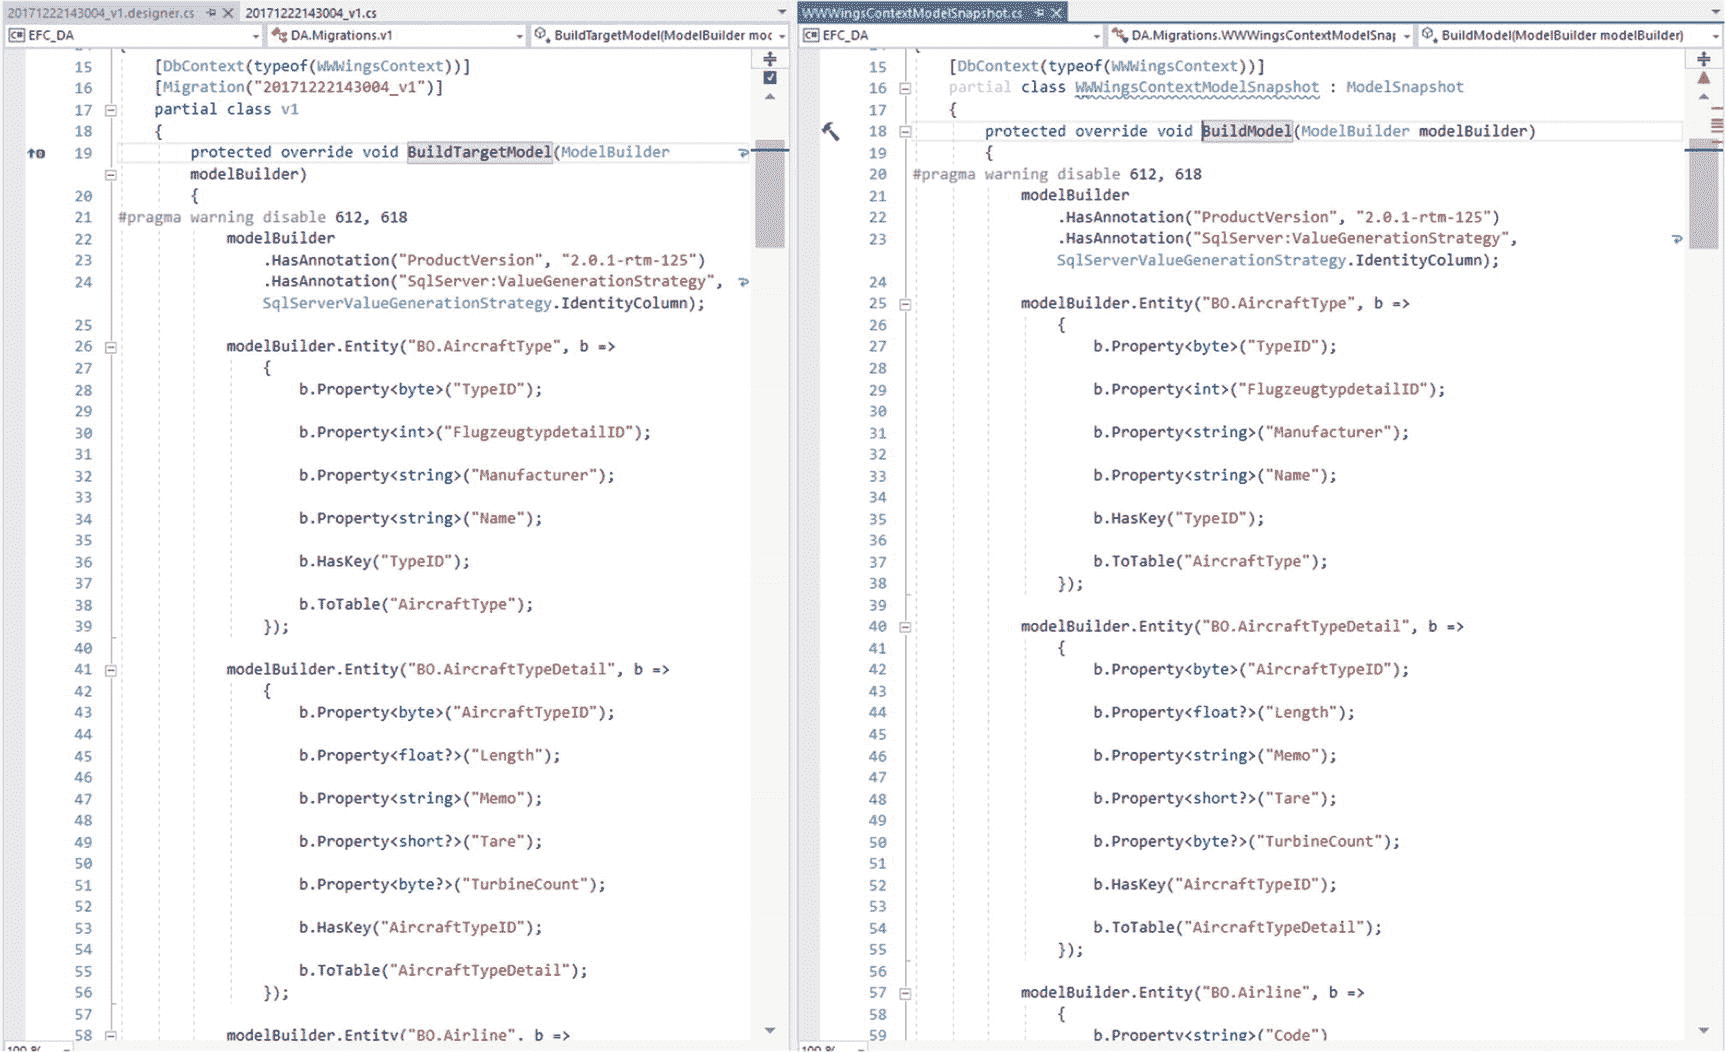 20171222143004_v1.designer.cs
20171222143004_v1.cs
C# EFC_DA
DA.Migrations.v1
BuildTargetModel(ModelBuilder moc
15 [DbContext(typeof(WWWingsContext))]
16 [Migration("20171222143004_v1")]
17 partial class v1
18 {
19 protected override void BuildTargetModel(ModelBuilder
modelBuilder)
20 {
21 #pragma warning disable 612, 618
22 modelBuilder
23 .HasAnnotation("ProductVersion", "2.0.1-rtm-125")
24 .HasAnnotation("SqlServer:ValueGenerationStrategy",
SqlServerValueGenerationStrategy.IdentityColumn);
25
26 modelBuilder.Entity("BO.AircraftType", b =>
27 {
28 b.Property<byte>("TypeID");
29
30 b.Property<int>("FlugzeugtypdetailID");
31
32 b.Property<string>("Manufacturer");
33
34 b.Property<string>("Name");
35
36 b.HasKey("TypeID");
37
38 b.ToTable("AircraftType");
39 });
40
41 modelBuilder.Entity("BO.AircraftTypeDetail", b =>
42 {
43 b.Property<byte>("AircraftTypeID");
44
45 b.Property<float?>("Length");
46
47 b.Property<string>("Memo");
48
49 b.Property<short?>("Tare");
50
51 b.Property<byte?>("TurbineCount");
52
53 b.HasKey("AircraftTypeID");
54
55 b.ToTable("AircraftTypeDetail");
56 });
57
58 modelBuilder.Entity("BO.Airline", b =>
100 %
WWWingsContextModelSnapshot.cs
C# EFC_DA
DA.Migrations.WWWingsContextModelSnap
BuildModel(ModelBuilder modelBuilder)
15 [DbContext(typeof(WWWingsContext))]
16 partial class WWWingsContextModelSnapshot : ModelSnapshot
17 {
18 protected override void BuildModel(ModelBuilder modelBuilder)
19 {
20 #pragma warning disable 612, 618
21 modelBuilder
22 .HasAnnotation("ProductVersion", "2.0.1-rtm-125")
23 .HasAnnotation("SqlServer:ValueGenerationStrategy",
SqlServerValueGenerationStrategy.IdentityColumn);
24
25 modelBuilder.Entity("BO.AircraftType", b =>
26 {
27 b.Property<byte>("TypeID");
28
29 b.Property<int>("FlugzeugtypdetailID");
30
31 b.Property<string>("Manufacturer");
32
33 b.Property<string>("Name");
34
35 b.HasKey("TypeID");
36
37 b.ToTable("AircraftType");
38 });
39
40 modelBuilder.Entity("BO.AircraftTypeDetail", b =>
41 {
42 b.Property<byte>("AircraftTypeID");
43
44 b.Property<float?>("Length");
45
46 b.Property<string>("Memo");
47
48 b.Property<short?>("Tare");
49
50 b.Property<byte?>("TurbineCount");
51
52 b.HasKey("AircraftTypeID");
53
54 b.ToTable("AircraftTypeDetail");
55 });
56
57 modelBuilder.Entity("BO.Airline", b =>
58 {
59 b.Property<string>("Code")
100 %